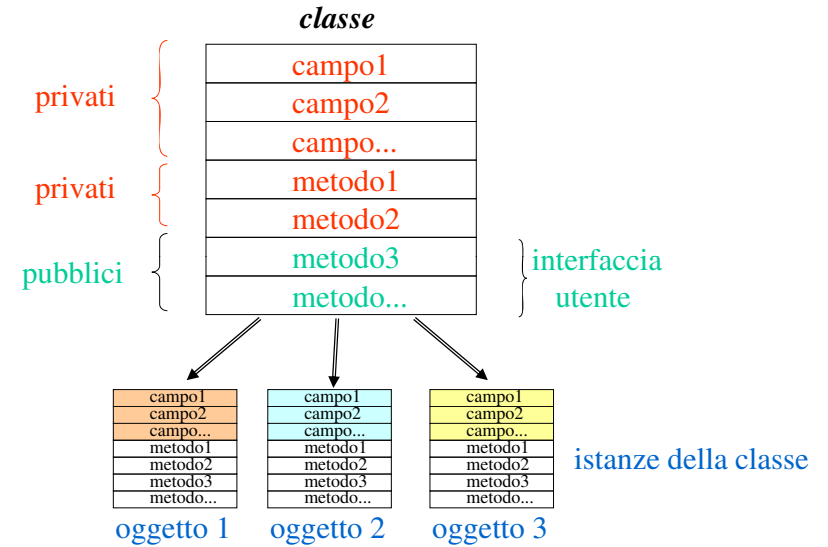 classe
privati
campo1
campo2
campo...
privati
metodo1
metodo2
pubblici
metodo3
metodo...
interfaccia
utente
campo1
campo2
campo...
metodo1
metodo2
metodo3
metodo...
oggetto 1
campo1
campo2
campo...
metodo1
metodo2
metodo3
metodo...
oggetto 2
campo1
campo2
campo...
metodo1
metodo2
metodo3
metodo...
oggetto 3
istanze della classe